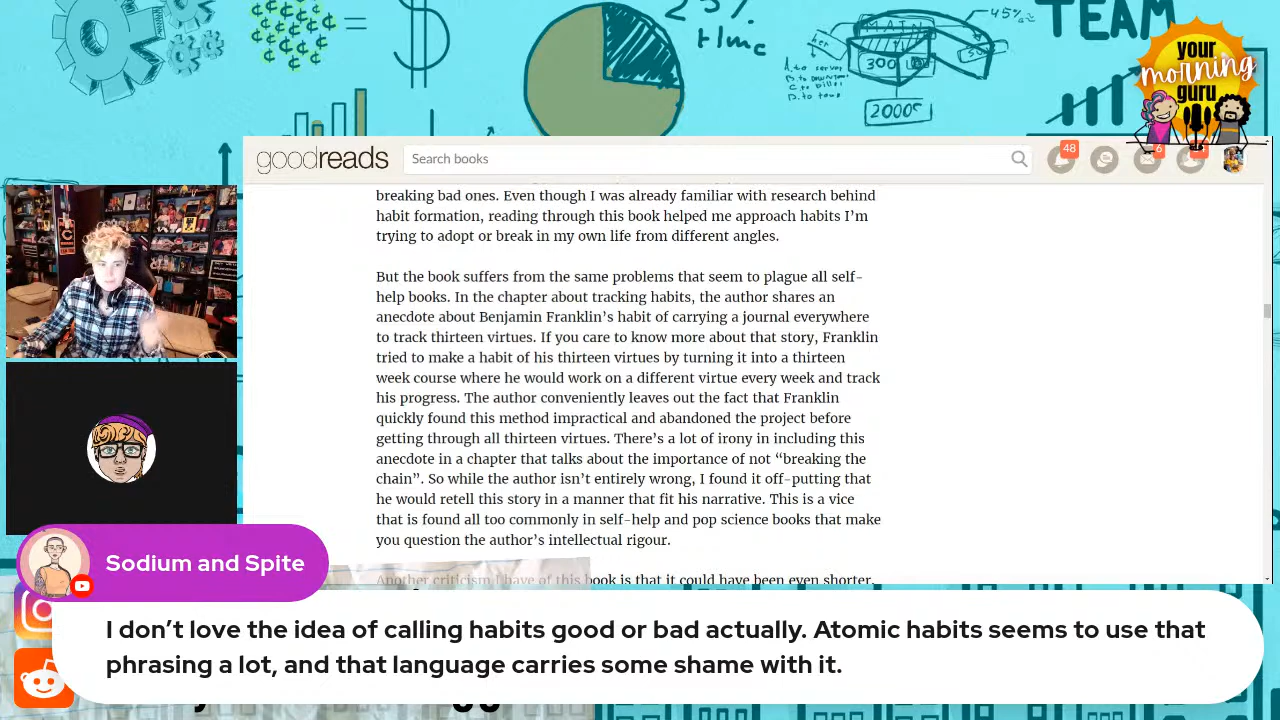 25%
time
MAIN
300
2000$
45%
TEAM
your
morning
guru
goodreads
Search books
48
6
breaking bad ones. Even though I was already familiar with research behind
habit formation, reading through this book helped me approach habits I’m
trying to adopt or break in my own life from different angles.
But the book suffers from the same problems that seem to plague all self-
help books. In the chapter about tracking habits, the author shares an
anecdote about Benjamin Franklin’s habit of carrying a journal everywhere
to track thirteen virtues. If you care to know more about that story, Franklin
tried to make a habit of his thirteen virtues by turning it into a thirteen
week course where he would work on a different virtue every week and track
his progress. The author conveniently leaves out the fact that Franklin
quickly found this method impractical and abandoned the project before
getting through all thirteen virtues. There’s a lot of irony in including this
anecdote in a chapter that talks about the importance of not “breaking the
chain”. So while the author isn’t entirely wrong, I found it off-putting that
he would retell this story in a manner that fit his narrative. This is a vice
that is found all too commonly in self-help and pop science books that make
you question the author’s intellectual rigour.
Another criticism I have of this book is that it could have been even shorter.
Sodium and Spite
I don’t love the idea of calling habits good or bad actually. Atomic habits seems to use that
phrasing a lot, and that language carries some shame with it.